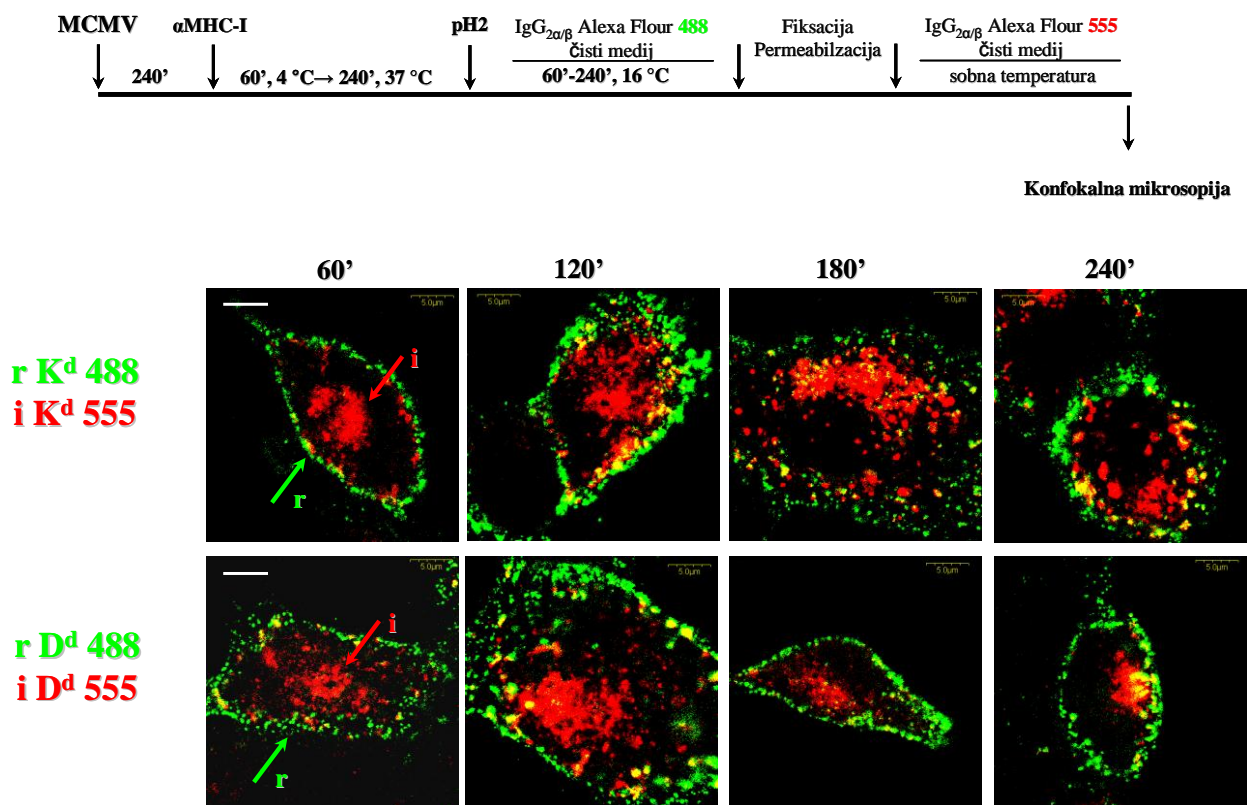 MCMV
αMHC-I
pH2
IgG2α/β Alexa Flour 488
čisti medij
Fiksacija
Permeabilzacija
IgG2α/β Alexa Flour 555
čisti medij
240’
60’, 4 °C→ 240’, 37 °C
60’-240’, 16 °C
sobna temperatura
Konfokalna mikrosopija
60’
120’
180’
240’
r Kd 488
i Kd 555
5.0µm
i
r
5.0µm
5.0µm
5.0µm
r Dd 488
i Dd 555
5.0µm
i
r
5.0µm
5.0µm
5.0µm